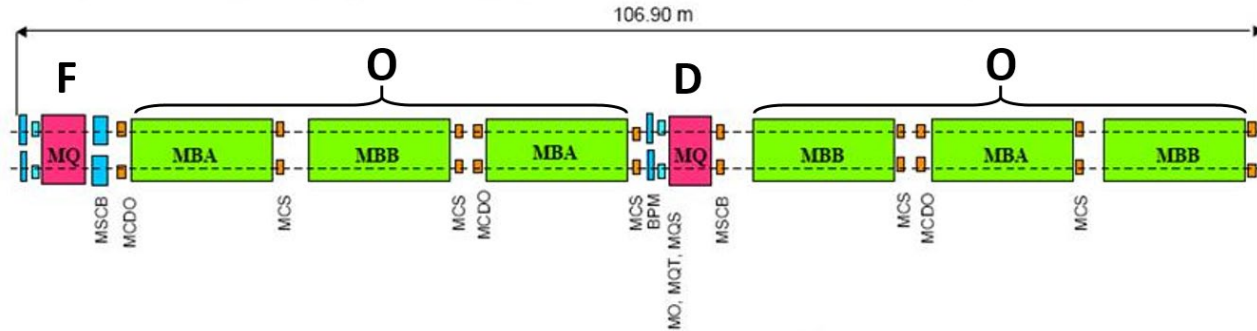 106.90 m
F
O
D
O
MQ
MBA
MBB
MBA
MQ
MBB
MBA
MBB
MSCB
MCDO
MCS
MCS
MCDO
MCS
BPM
MO, MQT, MQS
MSCB
MCS
MCDO
MCS